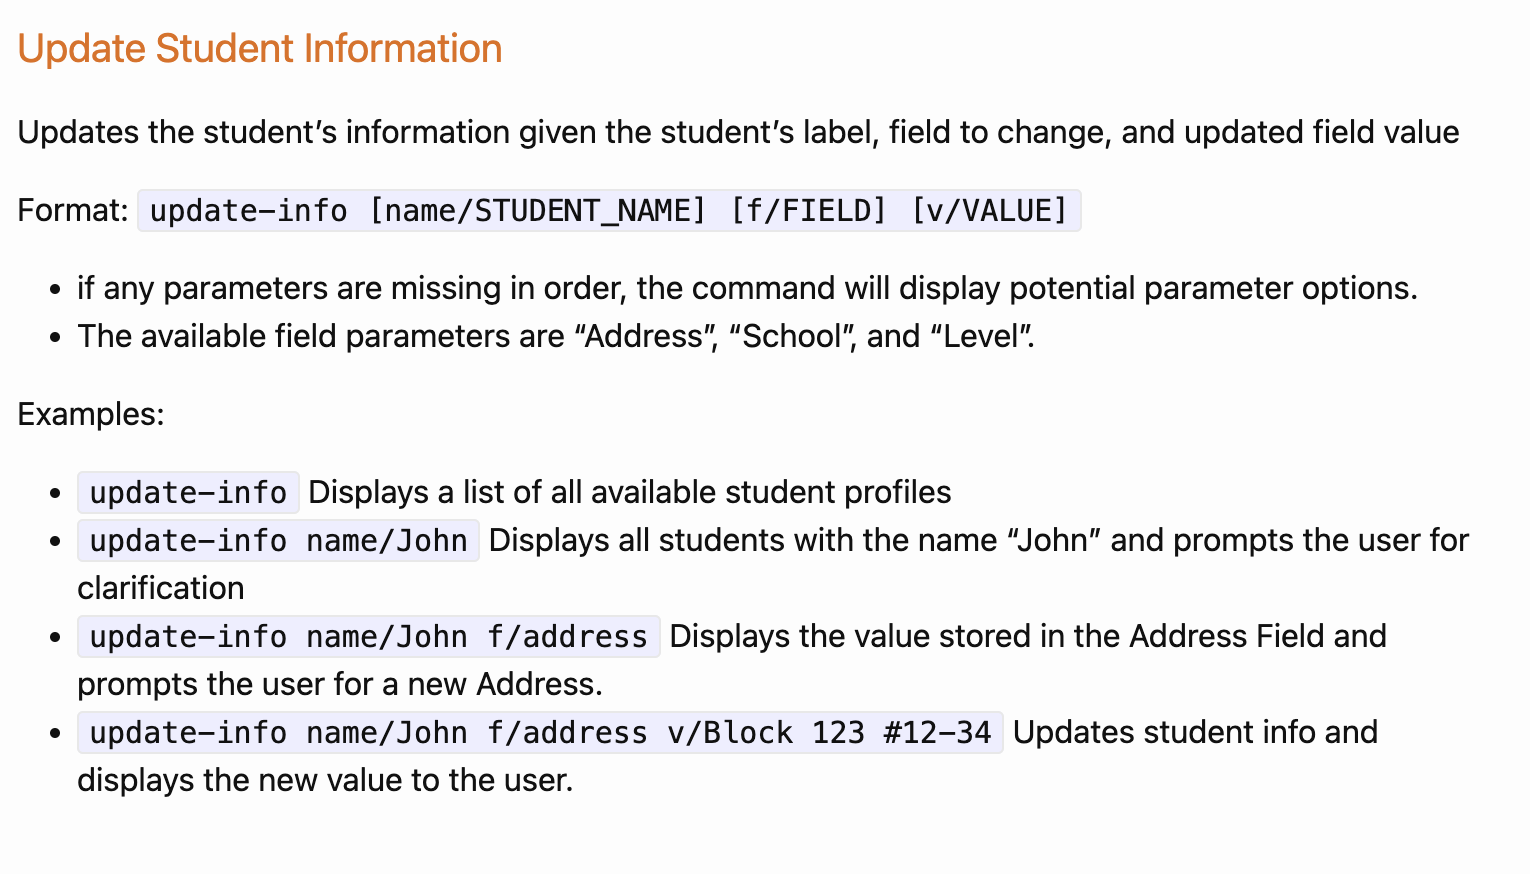 Update Student Information
Updates the student’s information given the student’s label, field to change, and updated field value
Format: update-info [name/STUDENT_NAME] [f/FIELD] [v/VALUE]
• if any parameters are missing in order, the command will display potential parameter options.
• The available field parameters are “Address”, “School”, and “Level”.
Examples:
• update-info Displays a list of all available student profiles
• update-info name/John Displays all students with the name “John” and prompts the user for
clarification
• update-info name/John f/address Displays the value stored in the Address Field and
prompts the user for a new Address.
• update-info name/John f/address v/Block 123 #12-34 Updates student info and
displays the new value to the user.